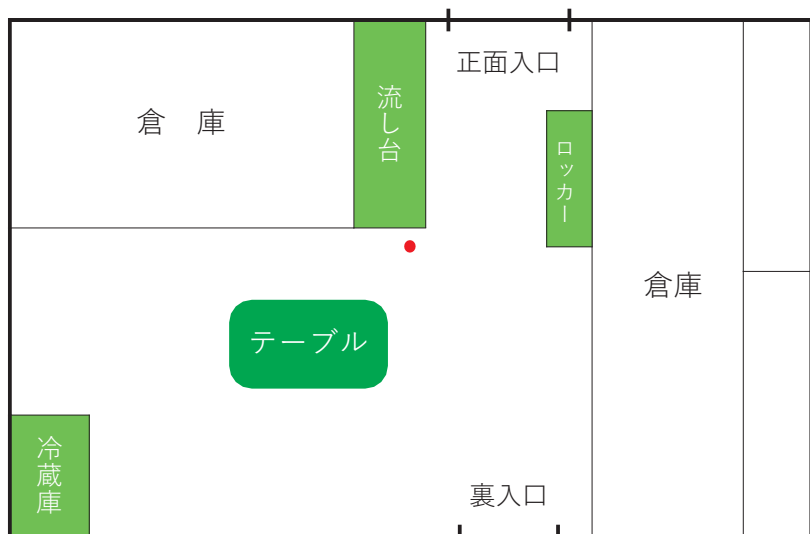 正面入口
流し台
倉　庫
ロッカー
倉庫
テーブル
冷蔵庫
裏入口